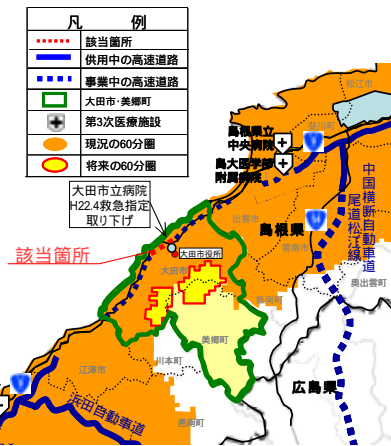 凡 例
該当箇所
供用中の高速道路
事業中の高速道路
大田市・美郷町
第3次医療施設
現況の60分圏
将来の60分圏
松江市
斐川町
島根県立
中央病院
島大医学部
附属病院
大田市立病院
H22.4救急指定
取り下げ
出雲市
島根県
雲南市
中国横断自動車道
尾道松江線
該当箇所
大田市役所
大田市
奥出雲町
飯南町
美郷町
川本町
広島県
江津市
浜田自動車道
邑南町